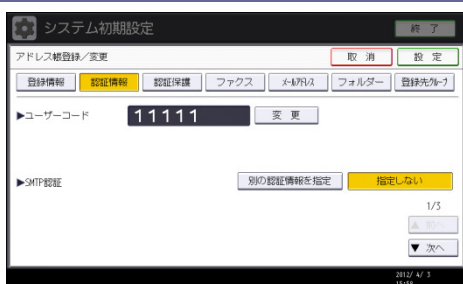 システム初期設定
終 了
アドレス帳登録／変更
取 消
設 定
登録情報
認証情報
認証保護
ファクス
ﾒｰﾙｱﾄﾞﾚｽ
フォルダー
登録先ｸﾞﾙｰﾌﾟ
▶ユーザーコード
11111
変 更
▶SMTP認証
別の認証情報を指定
指定しない
1/3
▲ 前へ
▼ 次へ
2012/ 4/ 3
15:58